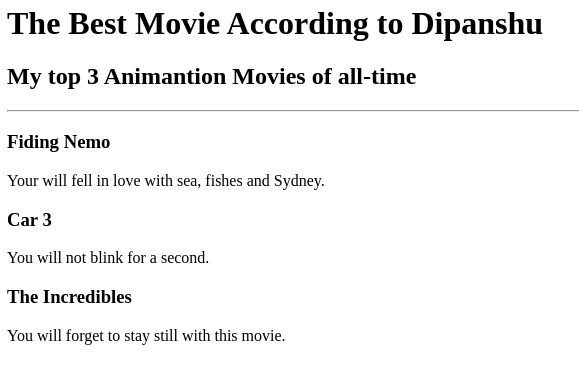 The Best Movie According to Dipanshu
My top 3 Animantion Movies of all-time
Fiding Nemo
Your will fell in love with sea, fishes and Sydney.
Car 3
You will not blink for a second.
The Incredibles
You will forget to stay still with this movie.